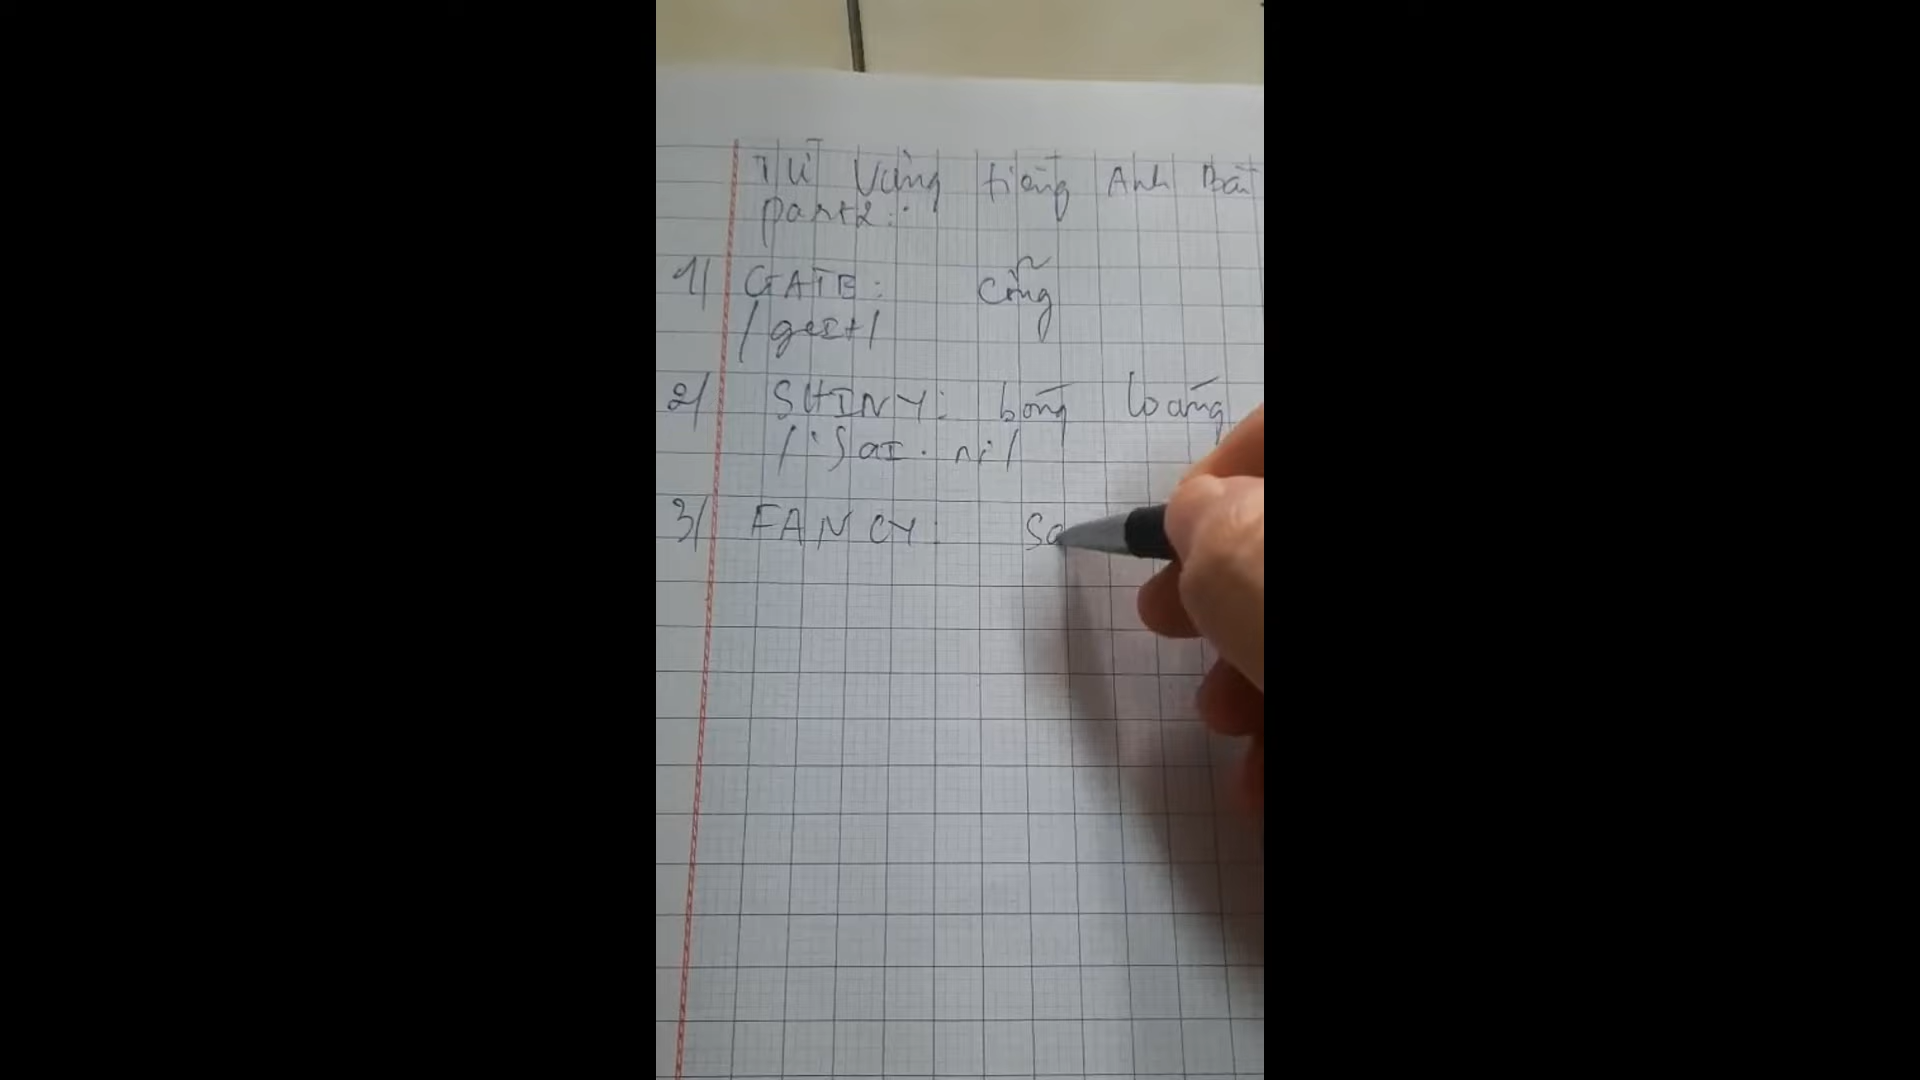 Từ Vựng tiếng Anh Bài
part2:
1/ GATE: Cổng
/geɪt/
2/ SHINY: bóng loáng
/ˈʃaɪ.ni/
3/ FANCY: Sa